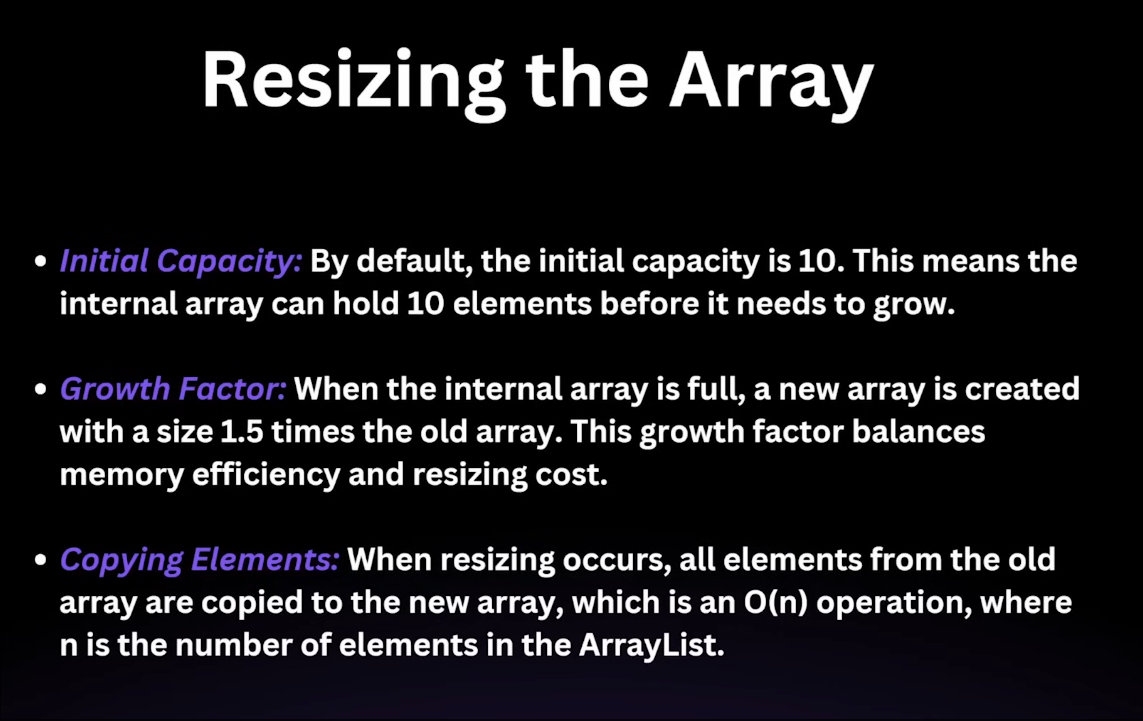 Resizing the Array
• Initial Capacity: By default, the initial capacity is 10. This means the
internal array can hold 10 elements before it needs to grow.
• Growth Factor: When the internal array is full, a new array is created
with a size 1.5 times the old array. This growth factor balances
memory efficiency and resizing cost.
• Copying Elements: When resizing occurs, all elements from the old
array are copied to the new array, which is an O(n) operation, where
n is the number of elements in the ArrayList.